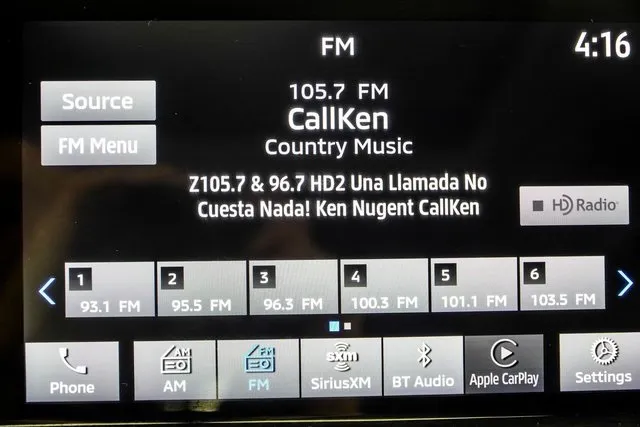 FM
4:16
Source
FM Menu
105.7 FM
CallKen
Country Music
Z105.7 & 96.7 HD2 Una Llamada No
Cuesta Nada! Ken Nugent CallKen
HD Radio
1
93.1 FM
2
95.5 FM
3
96.3 FM
4
100.3 FM
5
101.1 FM
6
103.5 FM
Phone
AM
AM
FM
FM
sxm
SiriusXM
BT Audio
Apple CarPlay
Settings